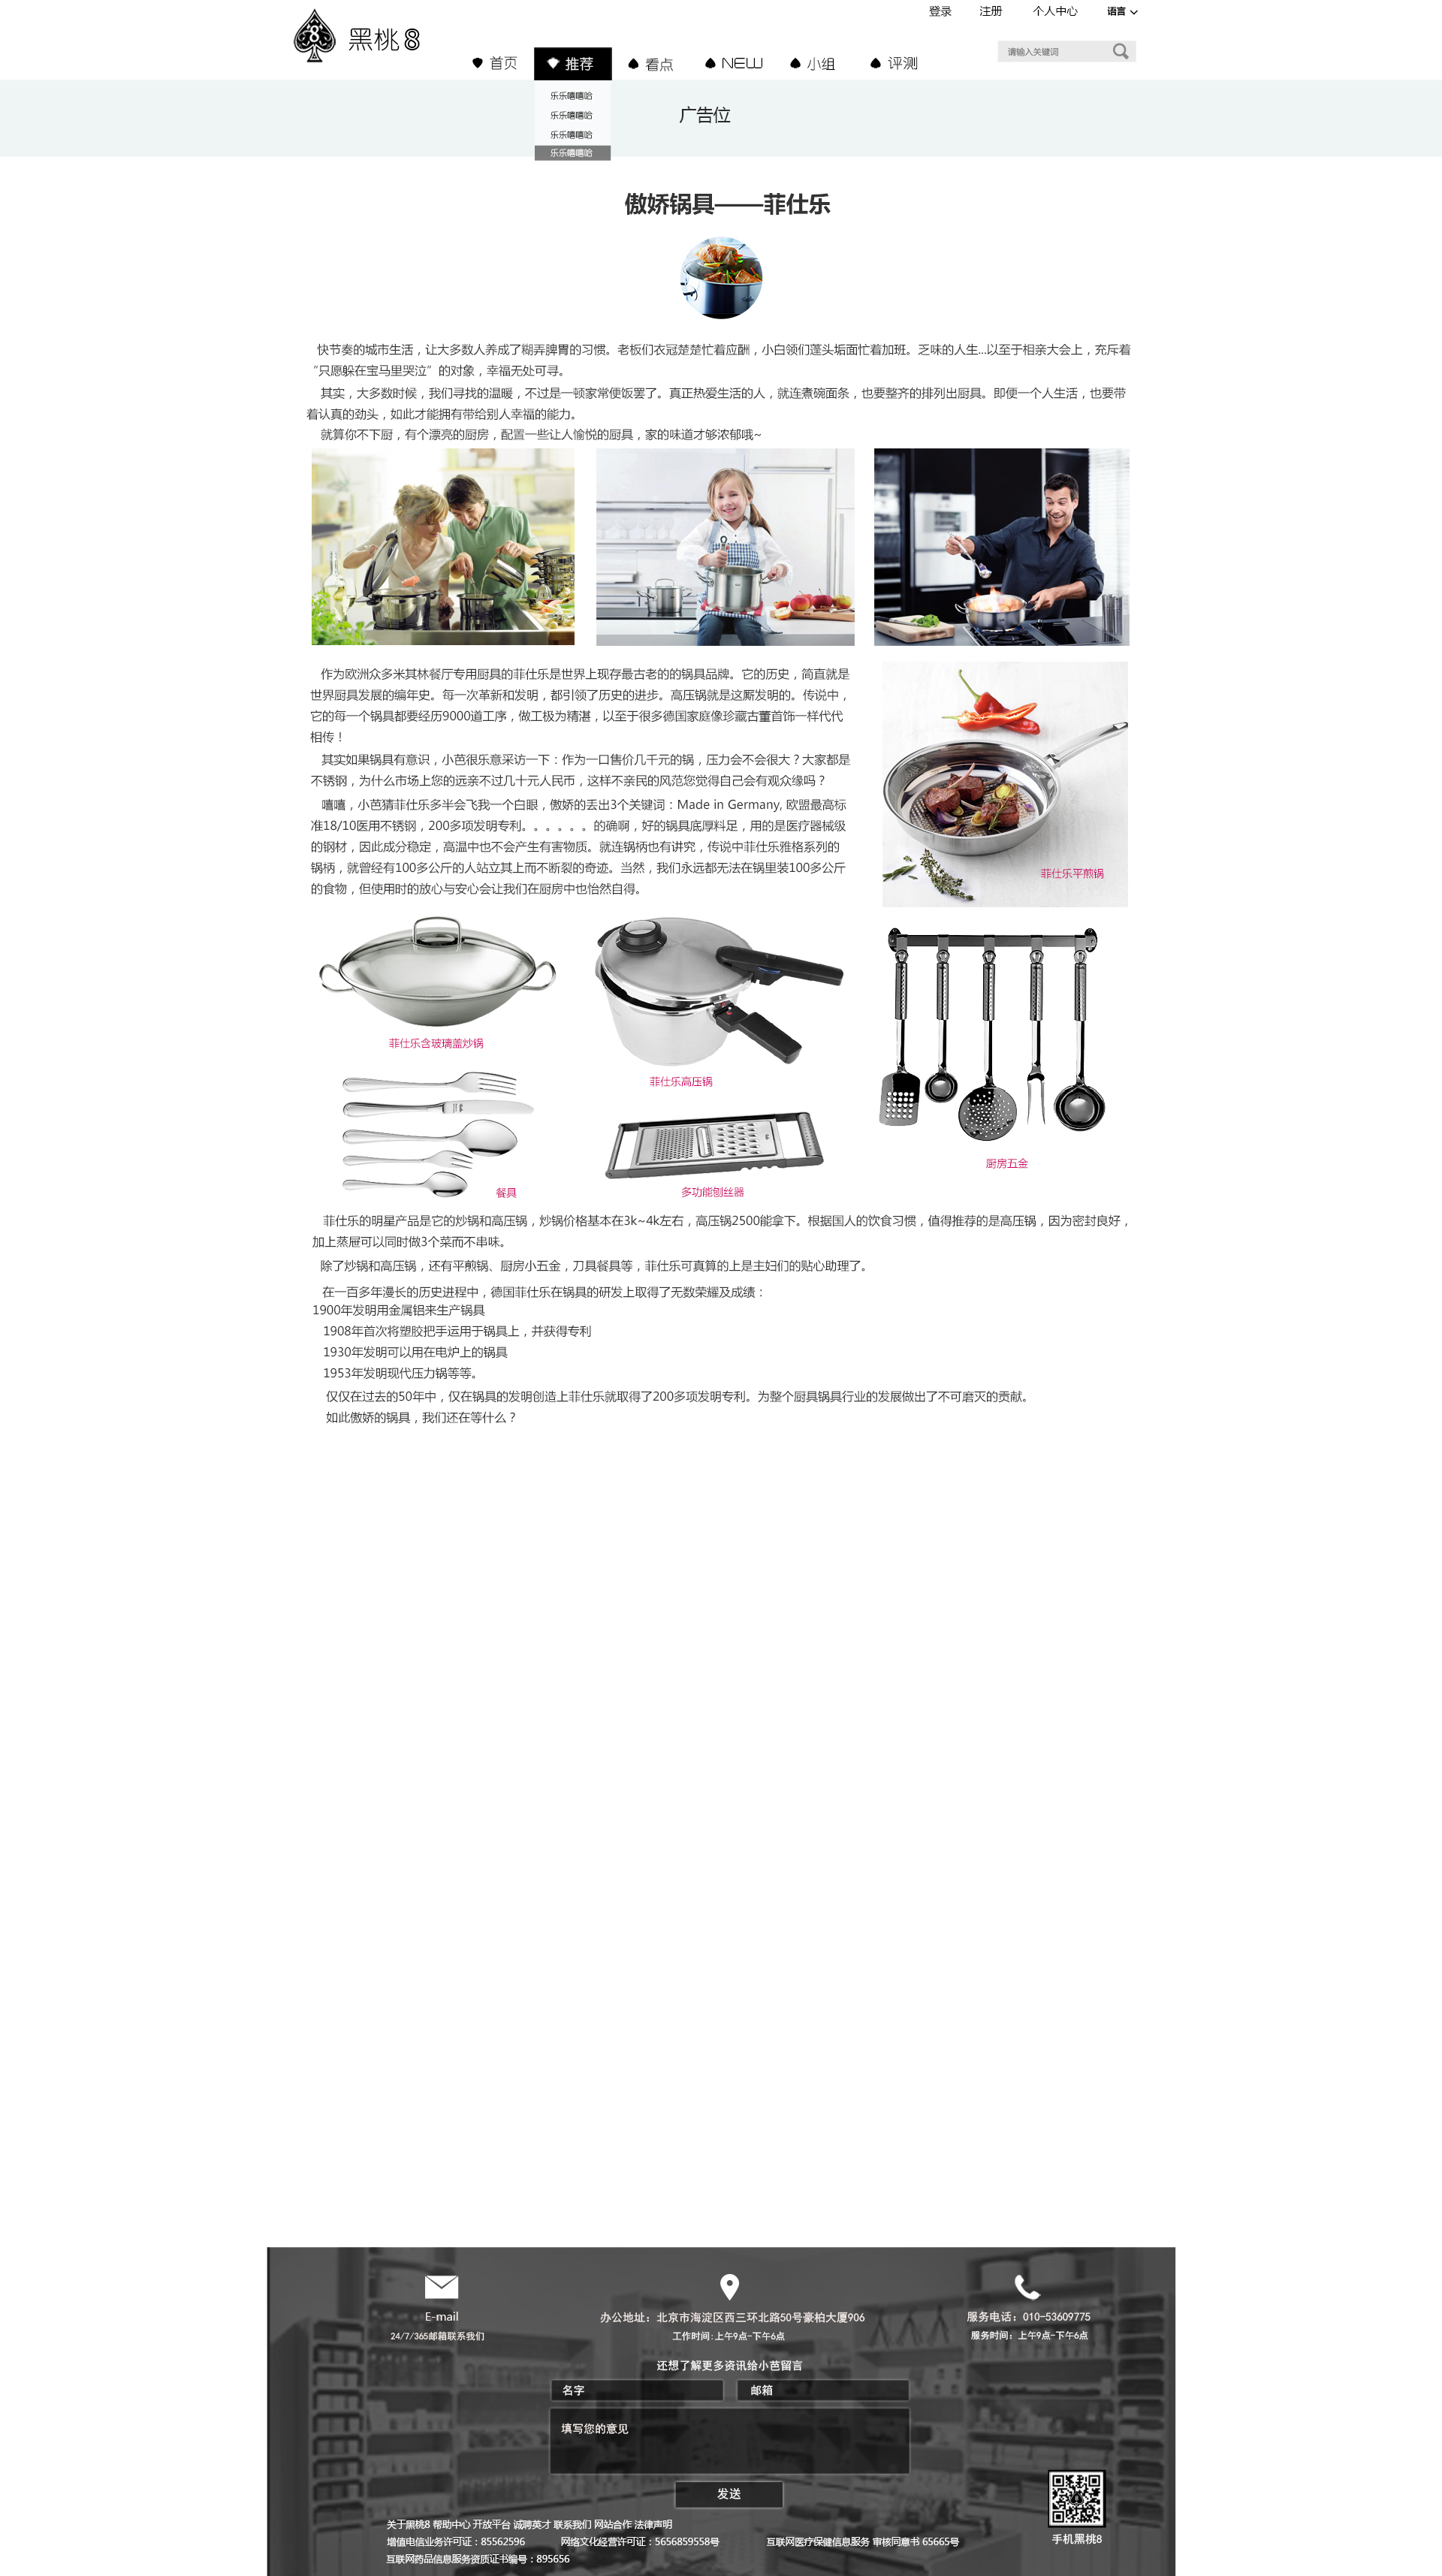 登录 注册 个人中心 语言
黑桃8
请输入关键词
首页 推荐 看点 NEW 小组 评测
乐乐嘻嘻哈
乐乐嘻嘻哈
乐乐嘻嘻哈
乐乐嘻嘻哈
广告位
傲娇锅具——菲仕乐
快节奏的城市生活，让大多数人养成了糊弄脾胃的习惯。老板们衣冠楚楚忙着应酬，小白领们蓬头垢面忙着加班。乏味的人生...以至于相亲大会上，充斥着
“只愿躲在宝马里哭泣”的对象，幸福无处可寻。
其实，大多数时候，我们寻找的温暖，不过是一顿家常便饭罢了。真正热爱生活的人，就连煮碗面条，也要整齐的排列出厨具。即便一个人生活，也要带
着认真的劲头，如此才能拥有带给别人幸福的能力。
就算你不下厨，有个漂亮的厨房，配置一些让人愉悦的厨具，家的味道才够浓郁哦~
作为欧洲众多米其林餐厅专用厨具的菲仕乐是世界上现存最古老的的锅具品牌。它的历史，简直就是
世界厨具发展的编年史。每一次革新和发明，都引领了历史的进步。高压锅就是这厮发明的。传说中，
它的每一个锅具都要经历9000道工序，做工极为精湛，以至于很多德国家庭像珍藏古董首饰一样代代
相传！
其实如果锅具有意识，小芭很乐意采访一下：作为一口售价几千元的锅，压力会不会很大？大家都是
不锈钢，为什么市场上您的远亲不过几十元人民币，这样不亲民的风范您觉得自己会有观众缘吗？
嘻嘻，小芭猜菲仕乐多半会飞我一个白眼，傲娇的丢出3个关键词：Made in Germany, 欧盟最高标
准18/10医用不锈钢，200多项发明专利。。。。。。的确啊，好的锅具底厚料足，用的是医疗器械级
的钢材，因此成分稳定，高温中也不会产生有害物质。就连锅柄也有讲究，传说中菲仕乐雅格系列的
锅柄，就曾经有100多公斤的人站立其上而不断裂的奇迹。当然，我们永远都无法在锅里装100多公斤
的食物，但使用时的放心与安心会让我们在厨房中也怡然自得。
菲仕乐平煎锅
菲仕乐含玻璃盖炒锅
菲仕乐高压锅
厨房五金
餐具
多功能刨丝器
菲仕乐的明星产品是它的炒锅和高压锅，炒锅价格基本在3k~4k左右，高压锅2500能拿下。根据国人的饮食习惯，值得推荐的是高压锅，因为密封良好，
加上蒸屉可以同时做3个菜而不串味。
除了炒锅和高压锅，还有平煎锅、厨房小五金，刀具餐具等，菲仕乐可真算的上是主妇们的贴心助理了。
在一百多年漫长的历史进程中，德国菲仕乐在锅具的研发上取得了无数荣耀及成绩：
1900年发明用金属铝来生产锅具
1908年首次将塑胶把手运用于锅具上，并获得专利
1930年发明可以用在电炉上的锅具
1953年发明现代压力锅等等。
仅仅在过去的50年中，仅在锅具的发明创造上菲仕乐就取得了200多项发明专利。为整个厨具锅具行业的发展做出了不可磨灭的贡献。
如此傲娇的锅具，我们还在等什么？
E-mail
24/7/365邮箱联系我们
办公地址：北京市海淀区西三环北路50号豪柏大厦906
工作时间：上午9点-下午6点
服务电话：010-53609775
服务时间：上午9点-下午6点
还想了解更多资讯给小芭留言
名字 邮箱
填写您的意见
发送
关于黑桃8 帮助中心 开放平台 诚聘英才 联系我们 网站合作 法律声明
增值电信业务许可证：85562596 网络文化经营许可证：5656859558号 互联网医疗保健信息服务 审核同意书 65665号
互联网药品信息服务资质证书编号：895656
手机黑桃8